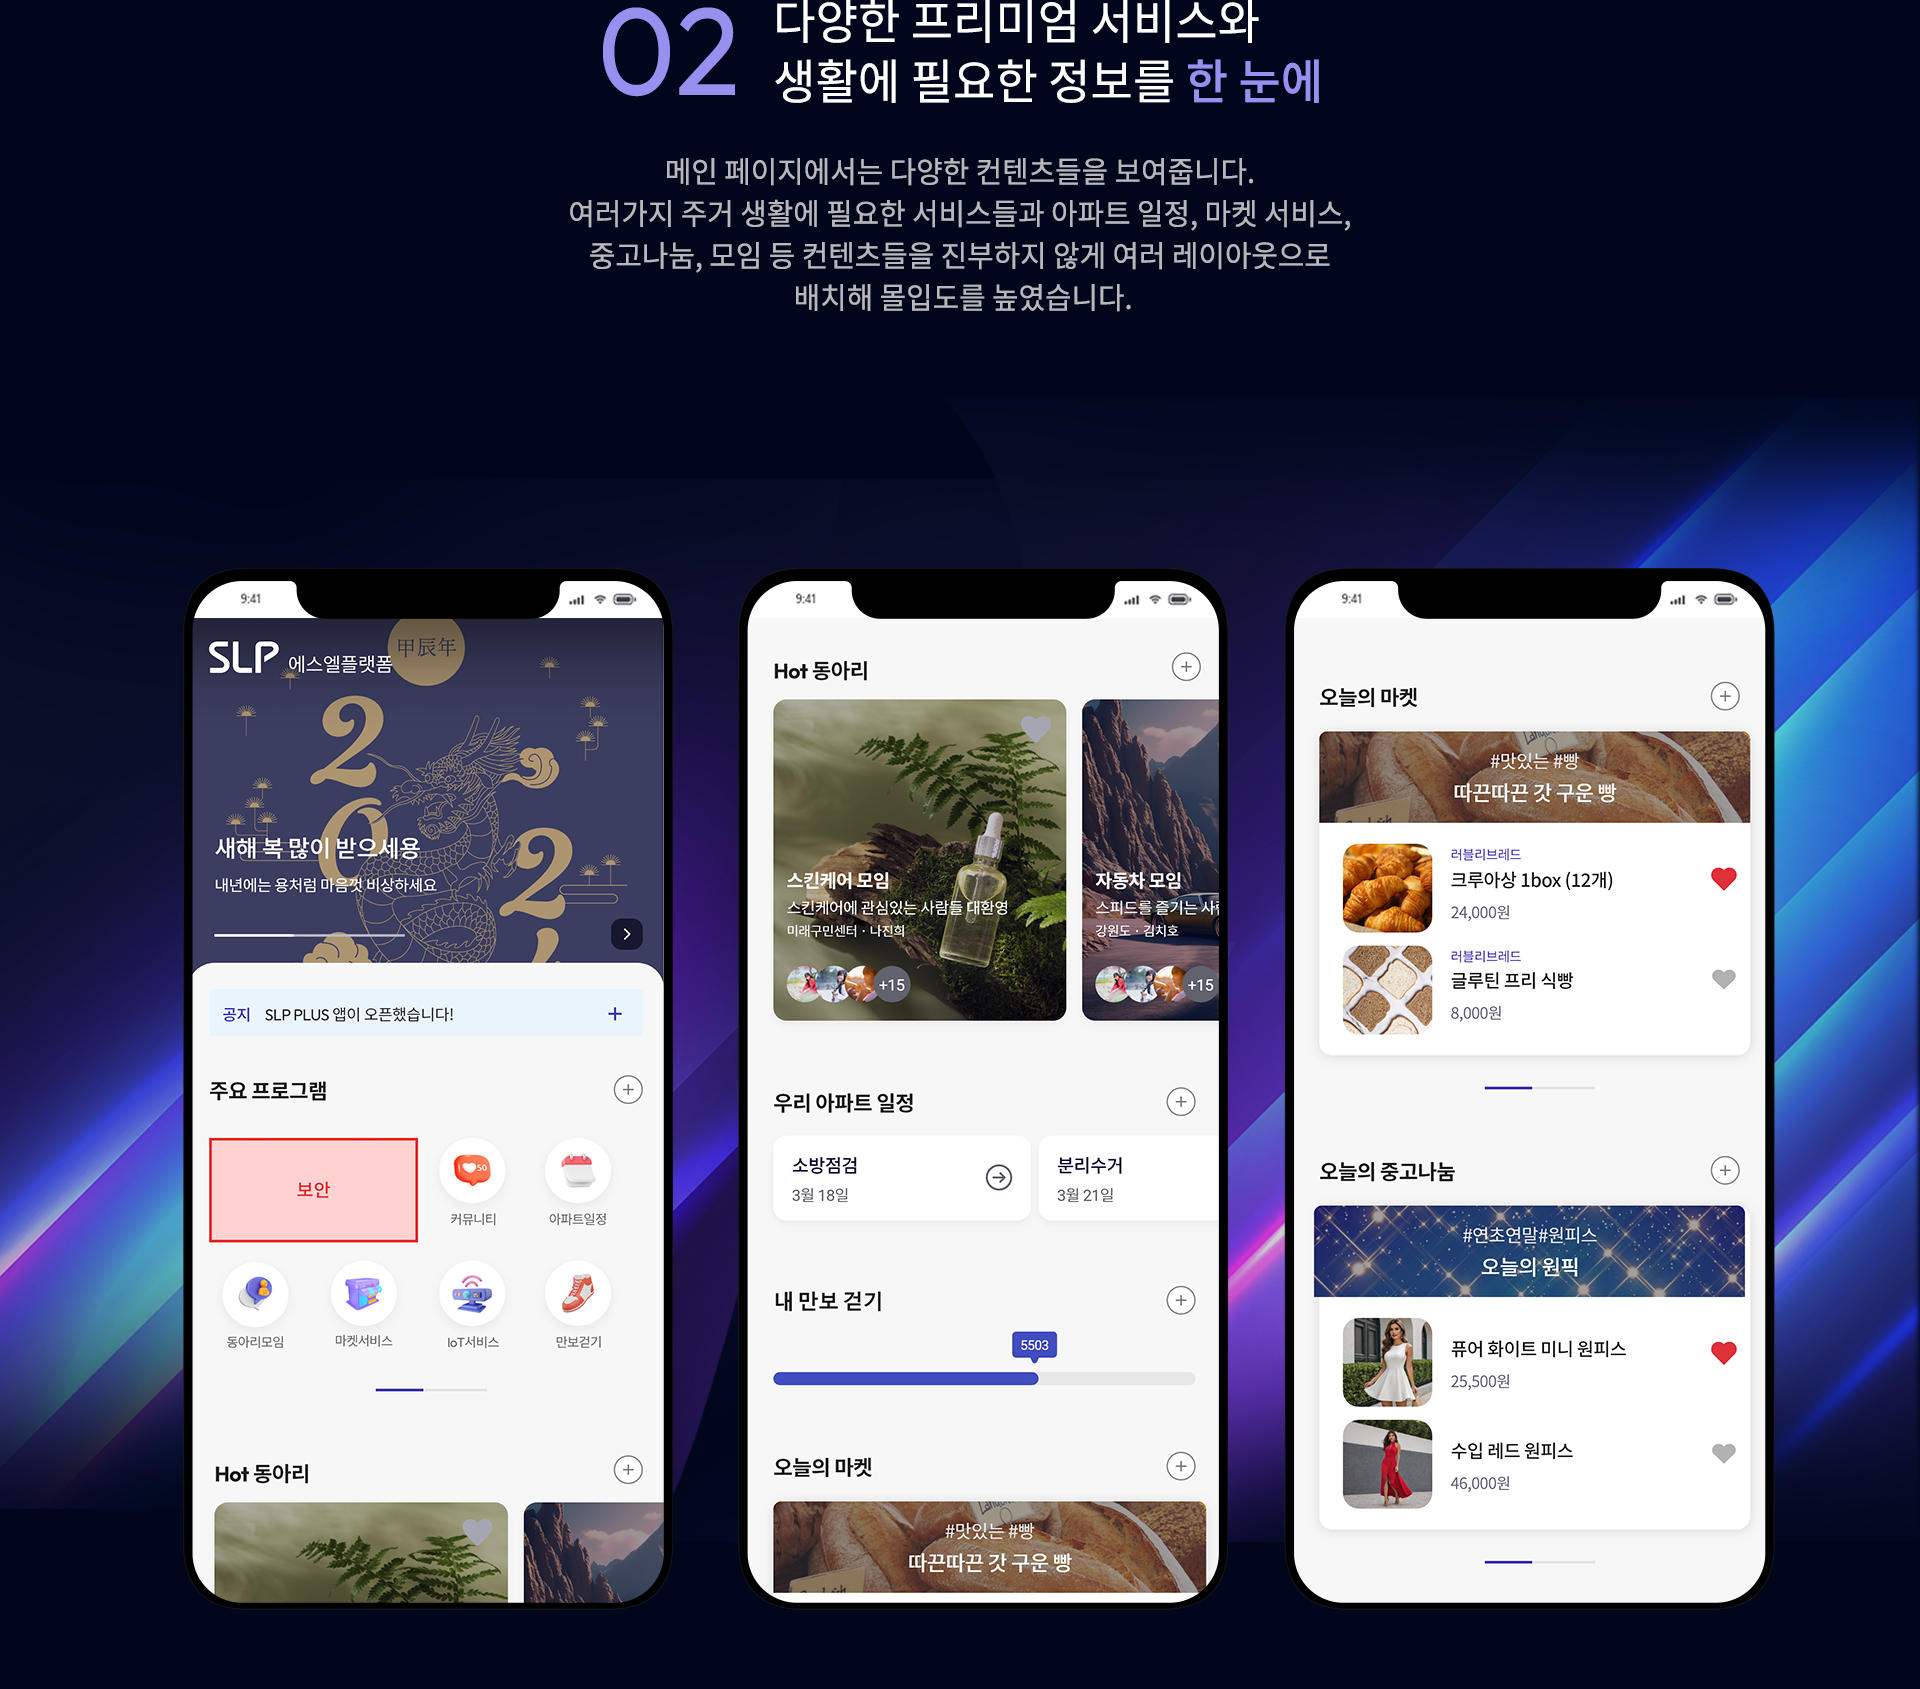 02
다양한 프리미엄 서비스와
생활에 필요한 정보를 한 눈에
메인 페이지에서는 다양한 컨텐츠들을 보여줍니다.
여러가지 주거 생활에 필요한 서비스들과 아파트 일정, 마켓 서비스,
중고나눔, 모임 등 컨텐츠들을 진부하지 않게 여러 레이아웃으로
배치해 몰입도를 높였습니다.
9:41
甲辰年
SLP 에스엘플랫폼
2
0
2
새해 복 많이 받으세용
내년에는 용처럼 마음껏 비상하세요
공지 SLP PLUS 앱이 오픈했습니다!
주요 프로그램
보안
50
커뮤니티
아파트일정
동아리모임
마켓서비스
IoT서비스
만보걷기
Hot 동아리
9:41
Hot 동아리
스킨케어 모임
스킨케어에 관심있는 사람들 대환영
미래구민센터 · 나진희
+15
자동차 모임
스피드를 즐기는 사
강원도 · 김치호
+15
우리 아파트 일정
소방점검
3월 18일
분리수거
3월 21일
내 만보 걷기
5503
오늘의 마켓
#맛있는 #빵
따끈따끈 갓 구운 빵
9:41
오늘의 마켓
#맛있는 #빵
따끈따끈 갓 구운 빵
러블리브레드
크루아상 1box (12개)
24,000원
러블리브레드
글루틴 프리 식빵
8,000원
오늘의 중고나눔
#연초연말#원피스
오늘의 원픽
퓨어 화이트 미니 원피스
25,500원
수입 레드 원피스
46,000원